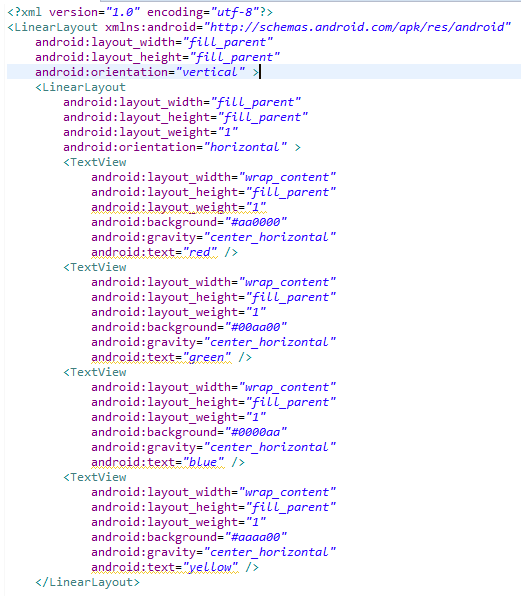 <?xml version="1.0" encoding="utf-8"?>
<LinearLayout xmlns:android="http://schemas.android.com/apk/res/android"
    android:layout_width="fill_parent"
    android:layout_height="fill_parent"
    android:orientation="vertical" >
    <LinearLayout
        android:layout_width="fill_parent"
        android:layout_height="fill_parent"
        android:layout_weight="1"
        android:orientation="horizontal" >
        <TextView
            android:layout_width="wrap_content"
            android:layout_height="fill_parent"
            android:layout_weight="1"
            android:background="#aa0000"
            android:gravity="center_horizontal"
            android:text="red" />
        <TextView
            android:layout_width="wrap_content"
            android:layout_height="fill_parent"
            android:layout_weight="1"
            android:background="#00aa00"
            android:gravity="center_horizontal"
            android:text="green" />
        <TextView
            android:layout_width="wrap_content"
            android:layout_height="fill_parent"
            android:layout_weight="1"
            android:background="#0000aa"
            android:gravity="center_horizontal"
            android:text="blue" />
        <TextView
            android:layout_width="wrap_content"
            android:layout_height="fill_parent"
            android:layout_weight="1"
            android:background="#aaaa00"
            android:gravity="center_horizontal"
            android:text="yellow" />
    </LinearLayout>